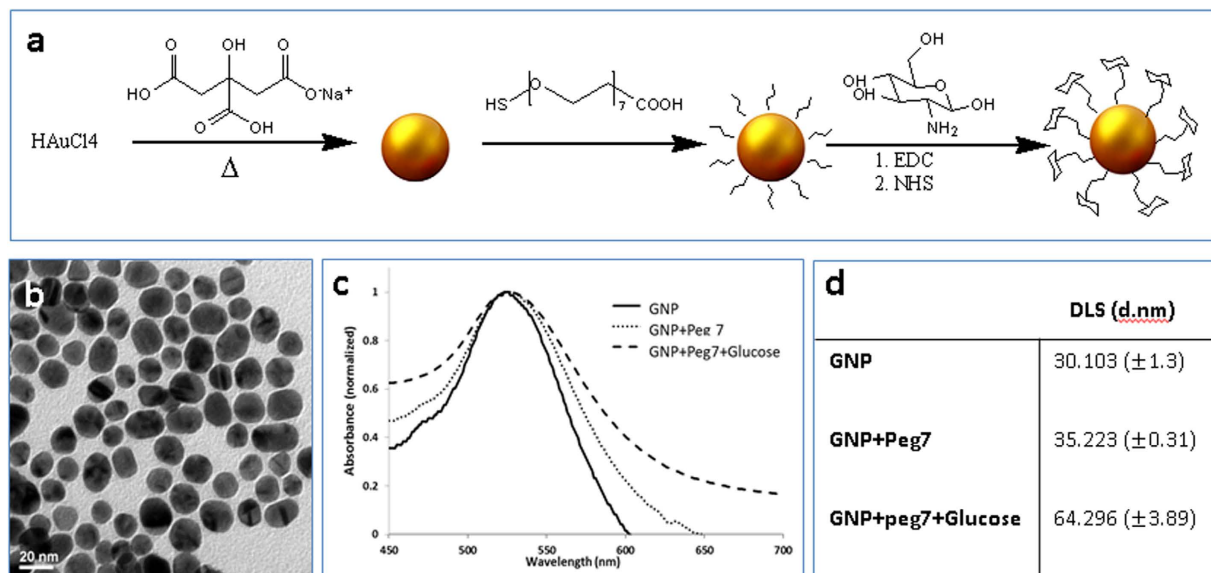 a
OH
O
O
HO
O⁻Na⁺
O
OH
HAuCl4
Δ
HS
O
7
COOH
OH
HO
HO
O
OH
NH₂
1. EDC
2. NHS
b
20 nm
c
1
0.8
0.6
0.4
0.2
0
Absorbance (normalized)
GNP
GNP+Peg 7
GNP+Peg7+Glucose
450
500
550
600
650
700
Wavelength (nm)
d
DLS (d.nm)
GNP 30.103 (±1.3)
GNP+Peg7 35.223 (±0.31)
GNP+peg7+Glucose 64.296 (±3.89)